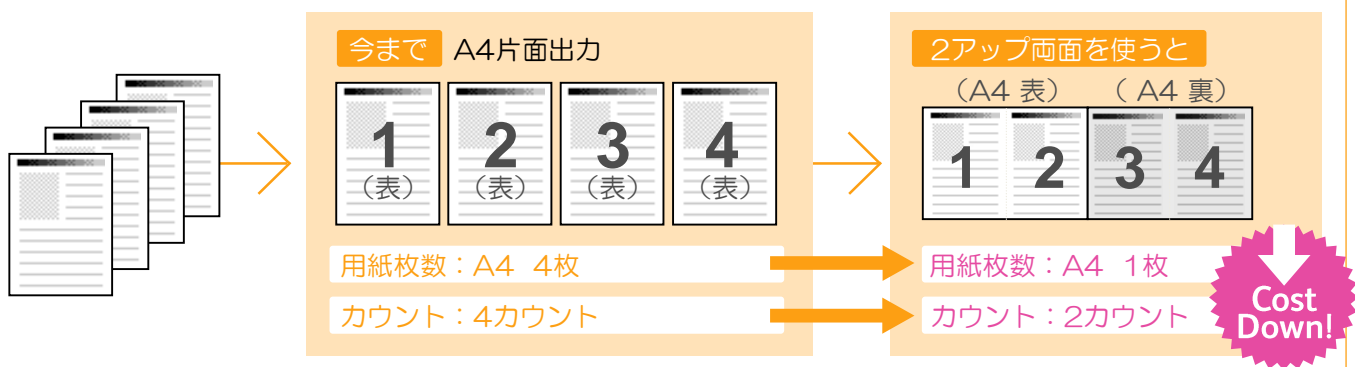 今まで A4片面出力
1 2 3 4
（表） （表） （表） （表）
用紙枚数：A4 4枚
カウント：4カウント
2アップ両面を使うと
（A4 表） （ A4 裏）
1 2 3 4
用紙枚数：A4 1枚
カウント：2カウント
Cost
Down!